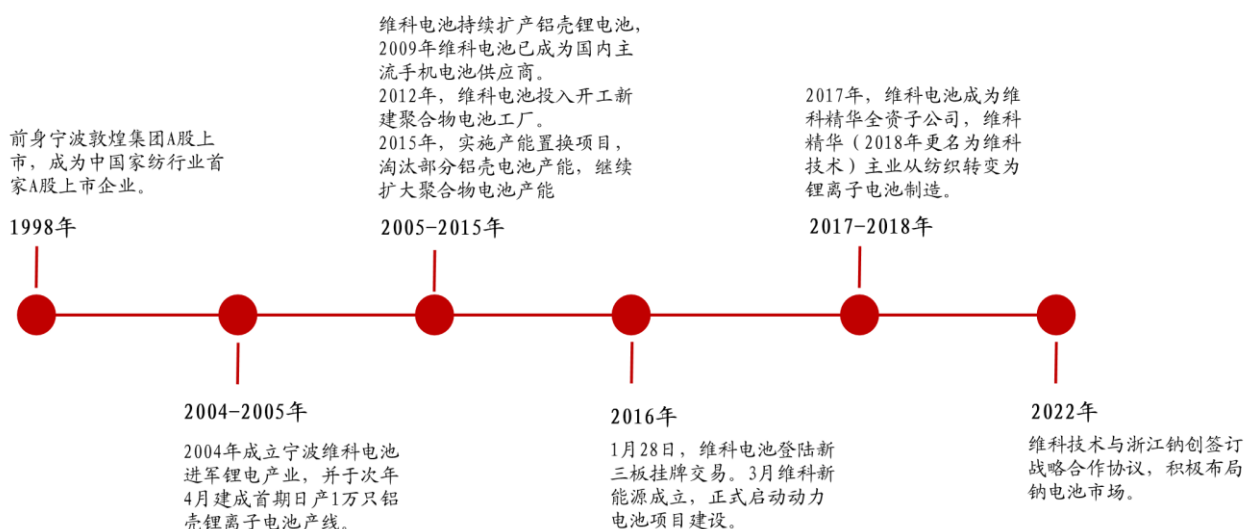 前身宁波敦煌集团A股上
市，成为中国家纺行业首
家A股上市企业。
1998年
2004-2005年
2004年成立宁波维科电池
进军锂电产业，并于次年
4月建成首期日产1万只铝
壳锂离子电池产线。
维科电池持续扩产铝壳锂电池，
2009年维科电池已成为国内主
流手机电池供应商。
2012年，维科电池投入开工新
建聚合物电池工厂。
2015年，实施产能置换项目，
淘汰部分铝壳电池产能，继续
扩大聚合物电池产能
2005-2015年
2016年
1月28日，维科电池登陆新
三板挂牌交易。3月维科新
能源成立，正式启动动力
电池项目建设。
2017年，维科电池成为维
科精华全资子公司，维科
精华（2018年更名为维科
技术）主业从纺织转变为
锂离子电池制造。
2017-2018年
2022年
维科技术与浙江钠创签订
战略合作协议，积极布局
钠电池市场。